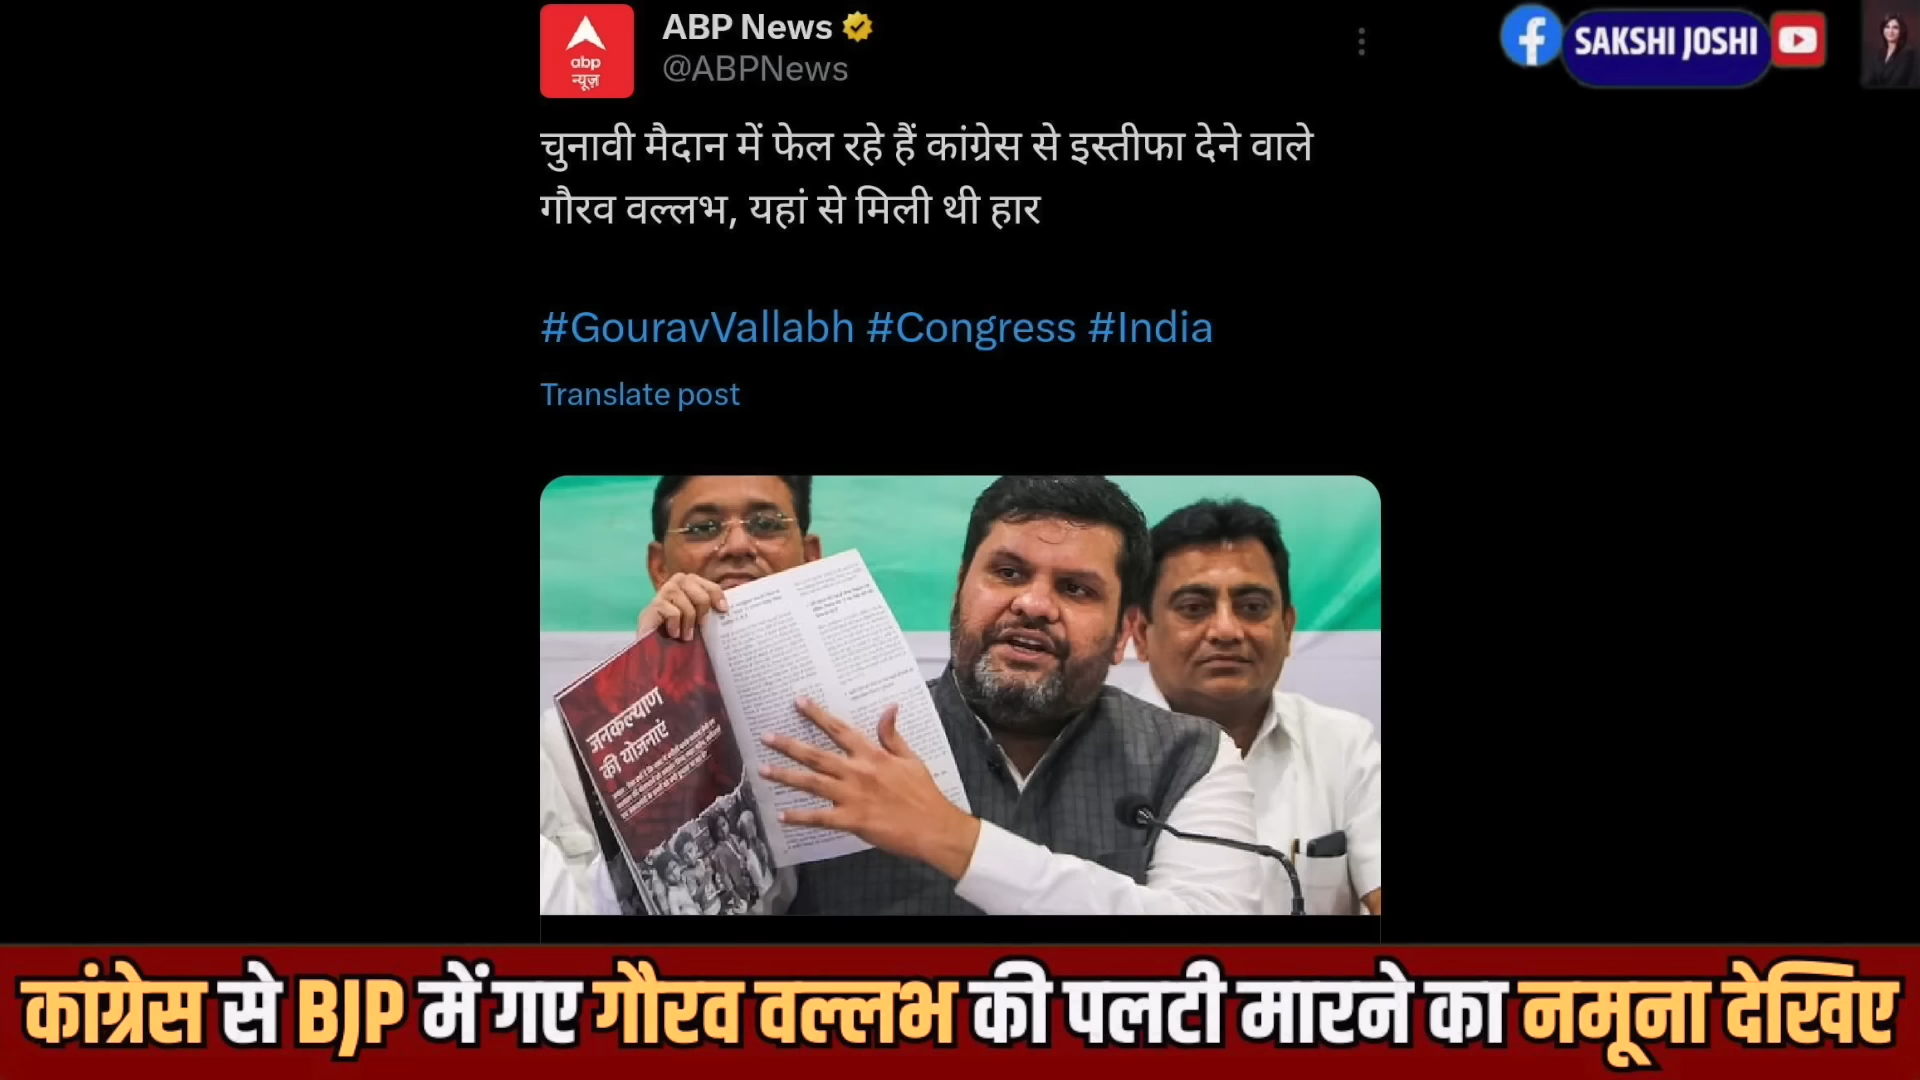 ABP News
@ABPNews
abp
न्यूज़
SAKSHI JOSHI
चुनावी मैदान में फेल रहे हैं कांग्रेस से इस्तीफा देने वाले
गौरव वल्लभ, यहां से मिली थी हार
#GouravVallabh #Congress #India
Translate post
जनकल्याण
की योजनाएं
कांग्रेस से BJP में गए गौरव वल्लभ की पलटी मारने का नमूना देखिए